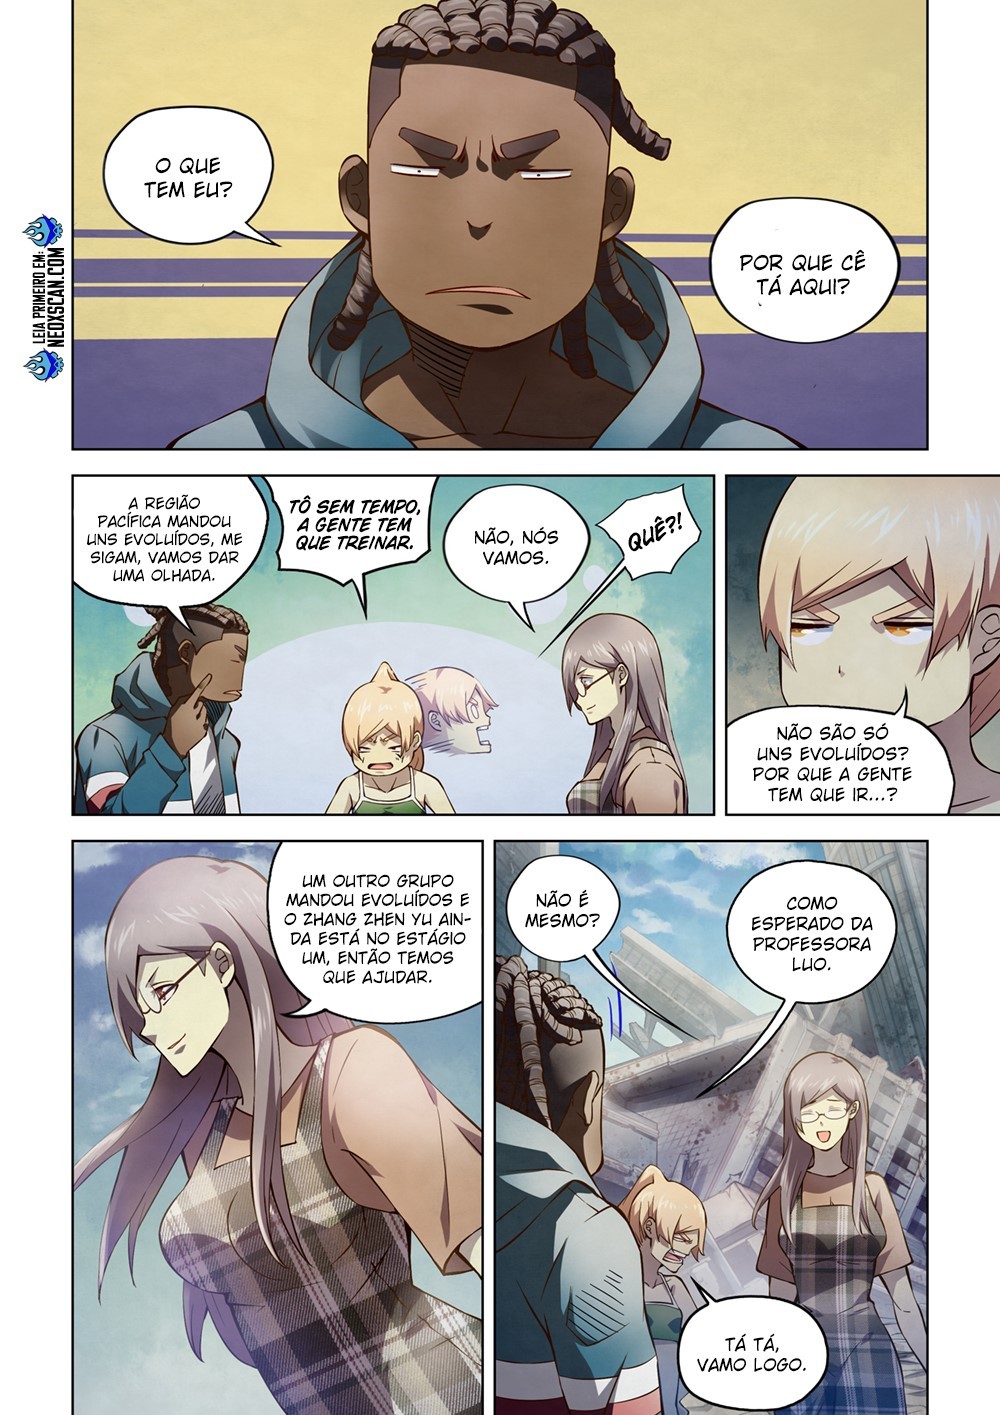 O QUE
TEM EU?
POR QUE CÊ
TÁ AQUI?
LEIA PRIMEIRO EM:
NEOXSCAN.COM
A REGIÃO
PACÍFICA MANDOU
UNS EVOLUÍDOS, ME
SIGAM, VAMOS DAR
UMA OLHADA.
TÔ SEM TEMPO,
A GENTE TEM
QUE TREINAR.
NÃO, NÓS
VAMOS.
QUÊ?!
NÃO SÃO SÓ
UNS EVOLUÍDOS?
POR QUE A GENTE
TEM QUE IR...?
UM OUTRO GRUPO
MANDOU EVOLUÍDOS E
O ZHANG ZHEN YU AIN-
DA ESTÁ NO ESTÁGIO
UM, ENTÃO TEMOS
QUE AJUDAR.
NÃO É
MESMO?
COMO
ESPERADO DA
PROFESSORA
LUO.
TÁ TÁ,
VAMO LOGO.